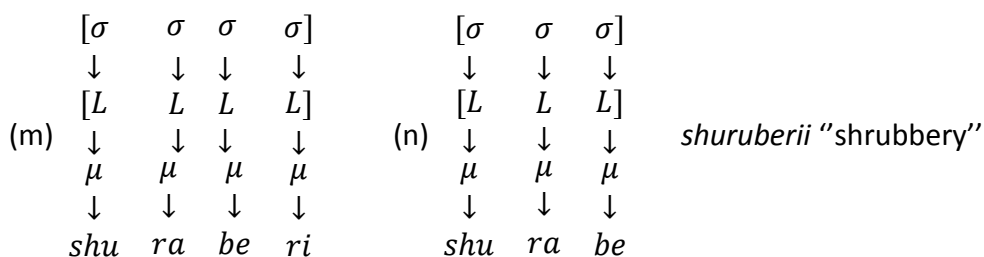 [σ σ σ σ] [σ σ σ]
↓ ↓ ↓ ↓ ↓ ↓ ↓
[L L L L] [L L L]
(m) ↓ ↓ ↓ ↓ (n) ↓ ↓ ↓ shuruberii ‘‘shrubbery’’
μ μ μ μ μ μ μ
↓ ↓ ↓ ↓ ↓ ↓ ↓
shu ra be ri shu ra be